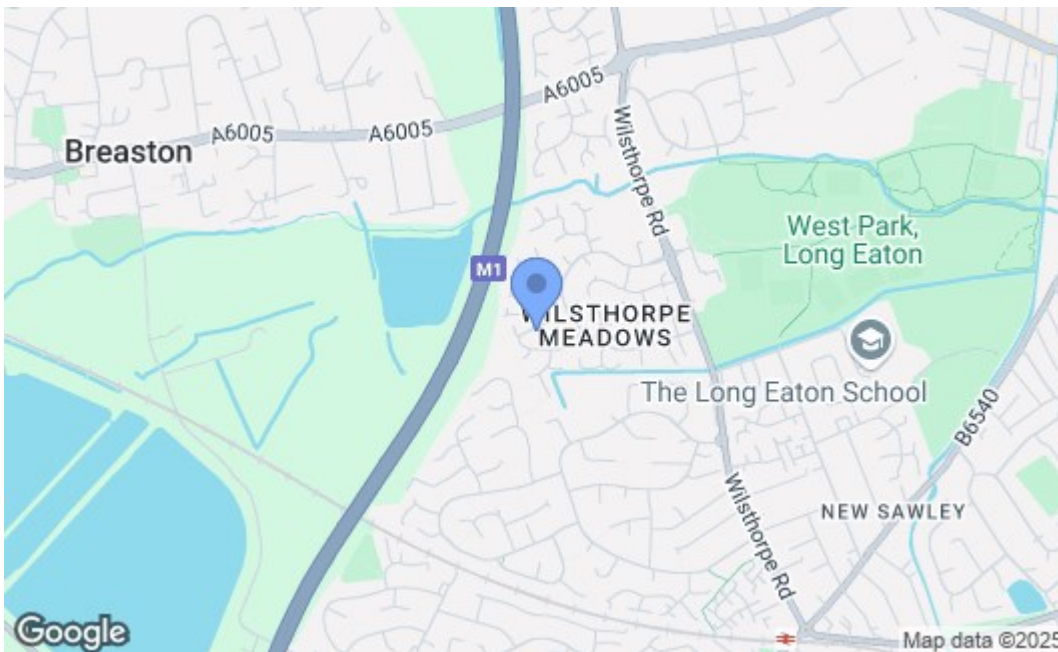 A6005
Wilsthorpe Rd
A6005
A6005
Breaston
West Park,
Long Eaton
M1
WILSTHORPE
MEADOWS
The Long Eaton School
B6540
Wilsthorpe Rd
NEW SAWLEY
Google
Map data ©2025